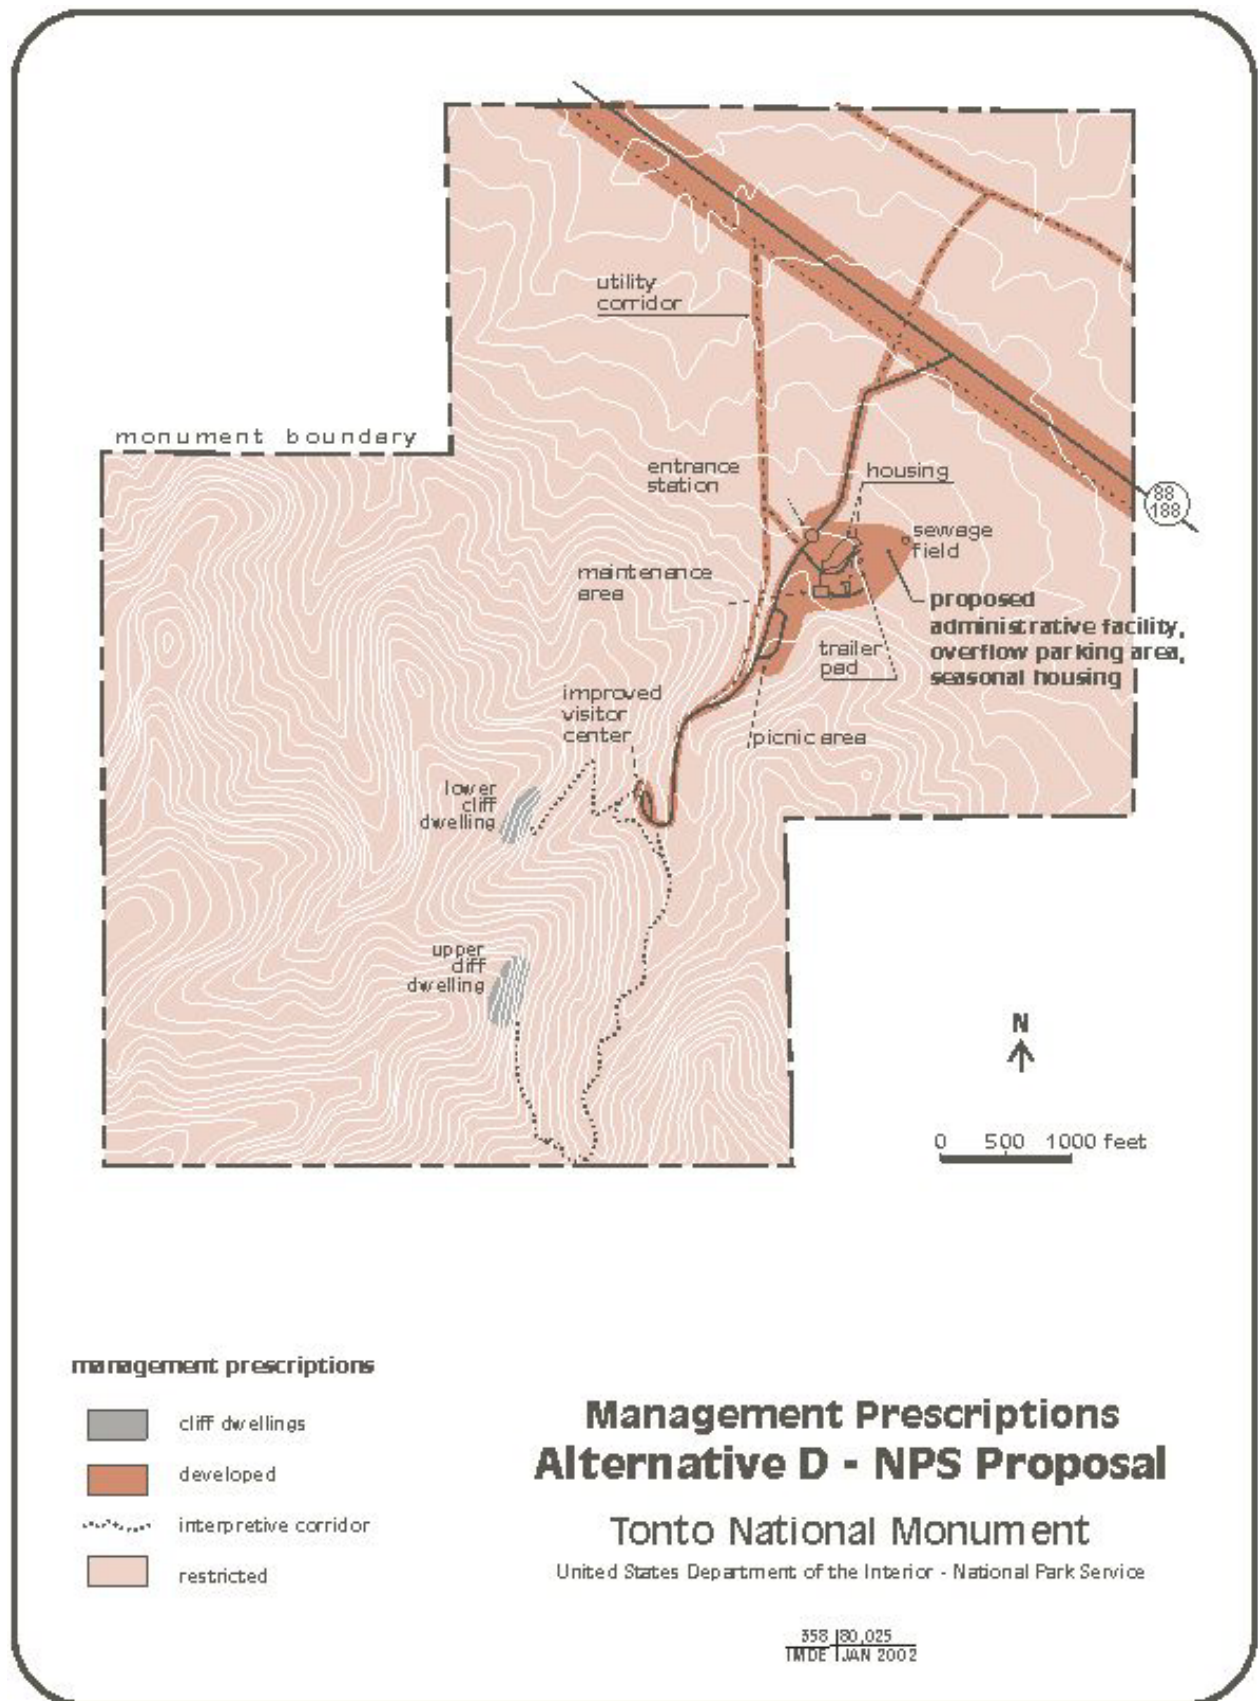 utility
corridor
monument boundary
entrance
station
housing
88
188
sewage
field
maintenance
area
proposed
administrative facility,
overflow parking area,
seasonal housing
trailer
pad
improved
visitor
center
picnic area
lower
cliff
dwelling
upper
cliff
dwelling
N
0 500 1000 feet
management prescriptions
cliff dwellings
developed
interpretive corridor
restricted
Management Prescriptions
Alternative D - NPS Proposal
Tonto National Monument
United States Department of the Interior - National Park Service
358 | 80,025
IMDE | JAN 2002